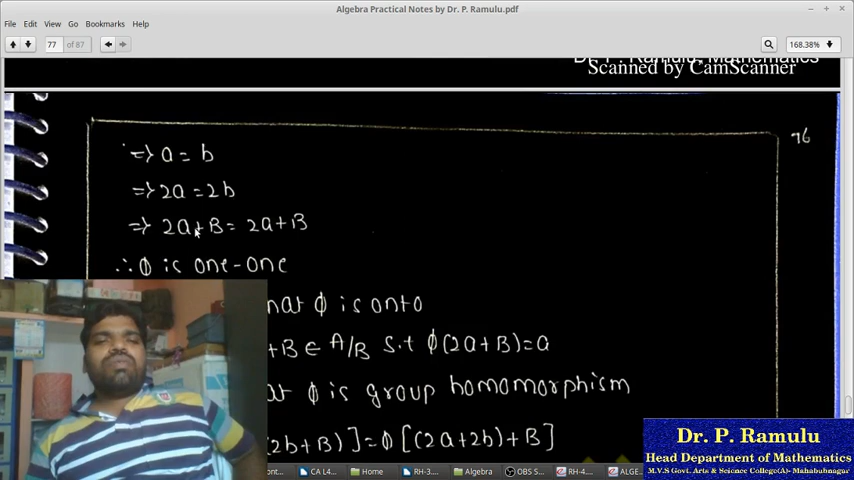 Algebra Practical Notes by Dr. P. Ramulu.pdf
File Edit View Go Bookmarks Help
77 of 87 168.38%
Scanned by CamScanner
76
=> a = b
=> 2a = 2b
=> 2a+B = 2a+B
∴ φ is one-one
hat φ is onto
+B ∈ A/B s.t φ(2a+B)=a
at φ is group homomorphism
(2b+B)]=φ[(2a+2b)+B]
Dr. P. Ramulu
Head Department of Mathematics
M.V.S Govt. Arts & Science College(A)- Mahabubnagar
CA L4... Home RH-3... Algebra OBS S... RH-4... ALGE...